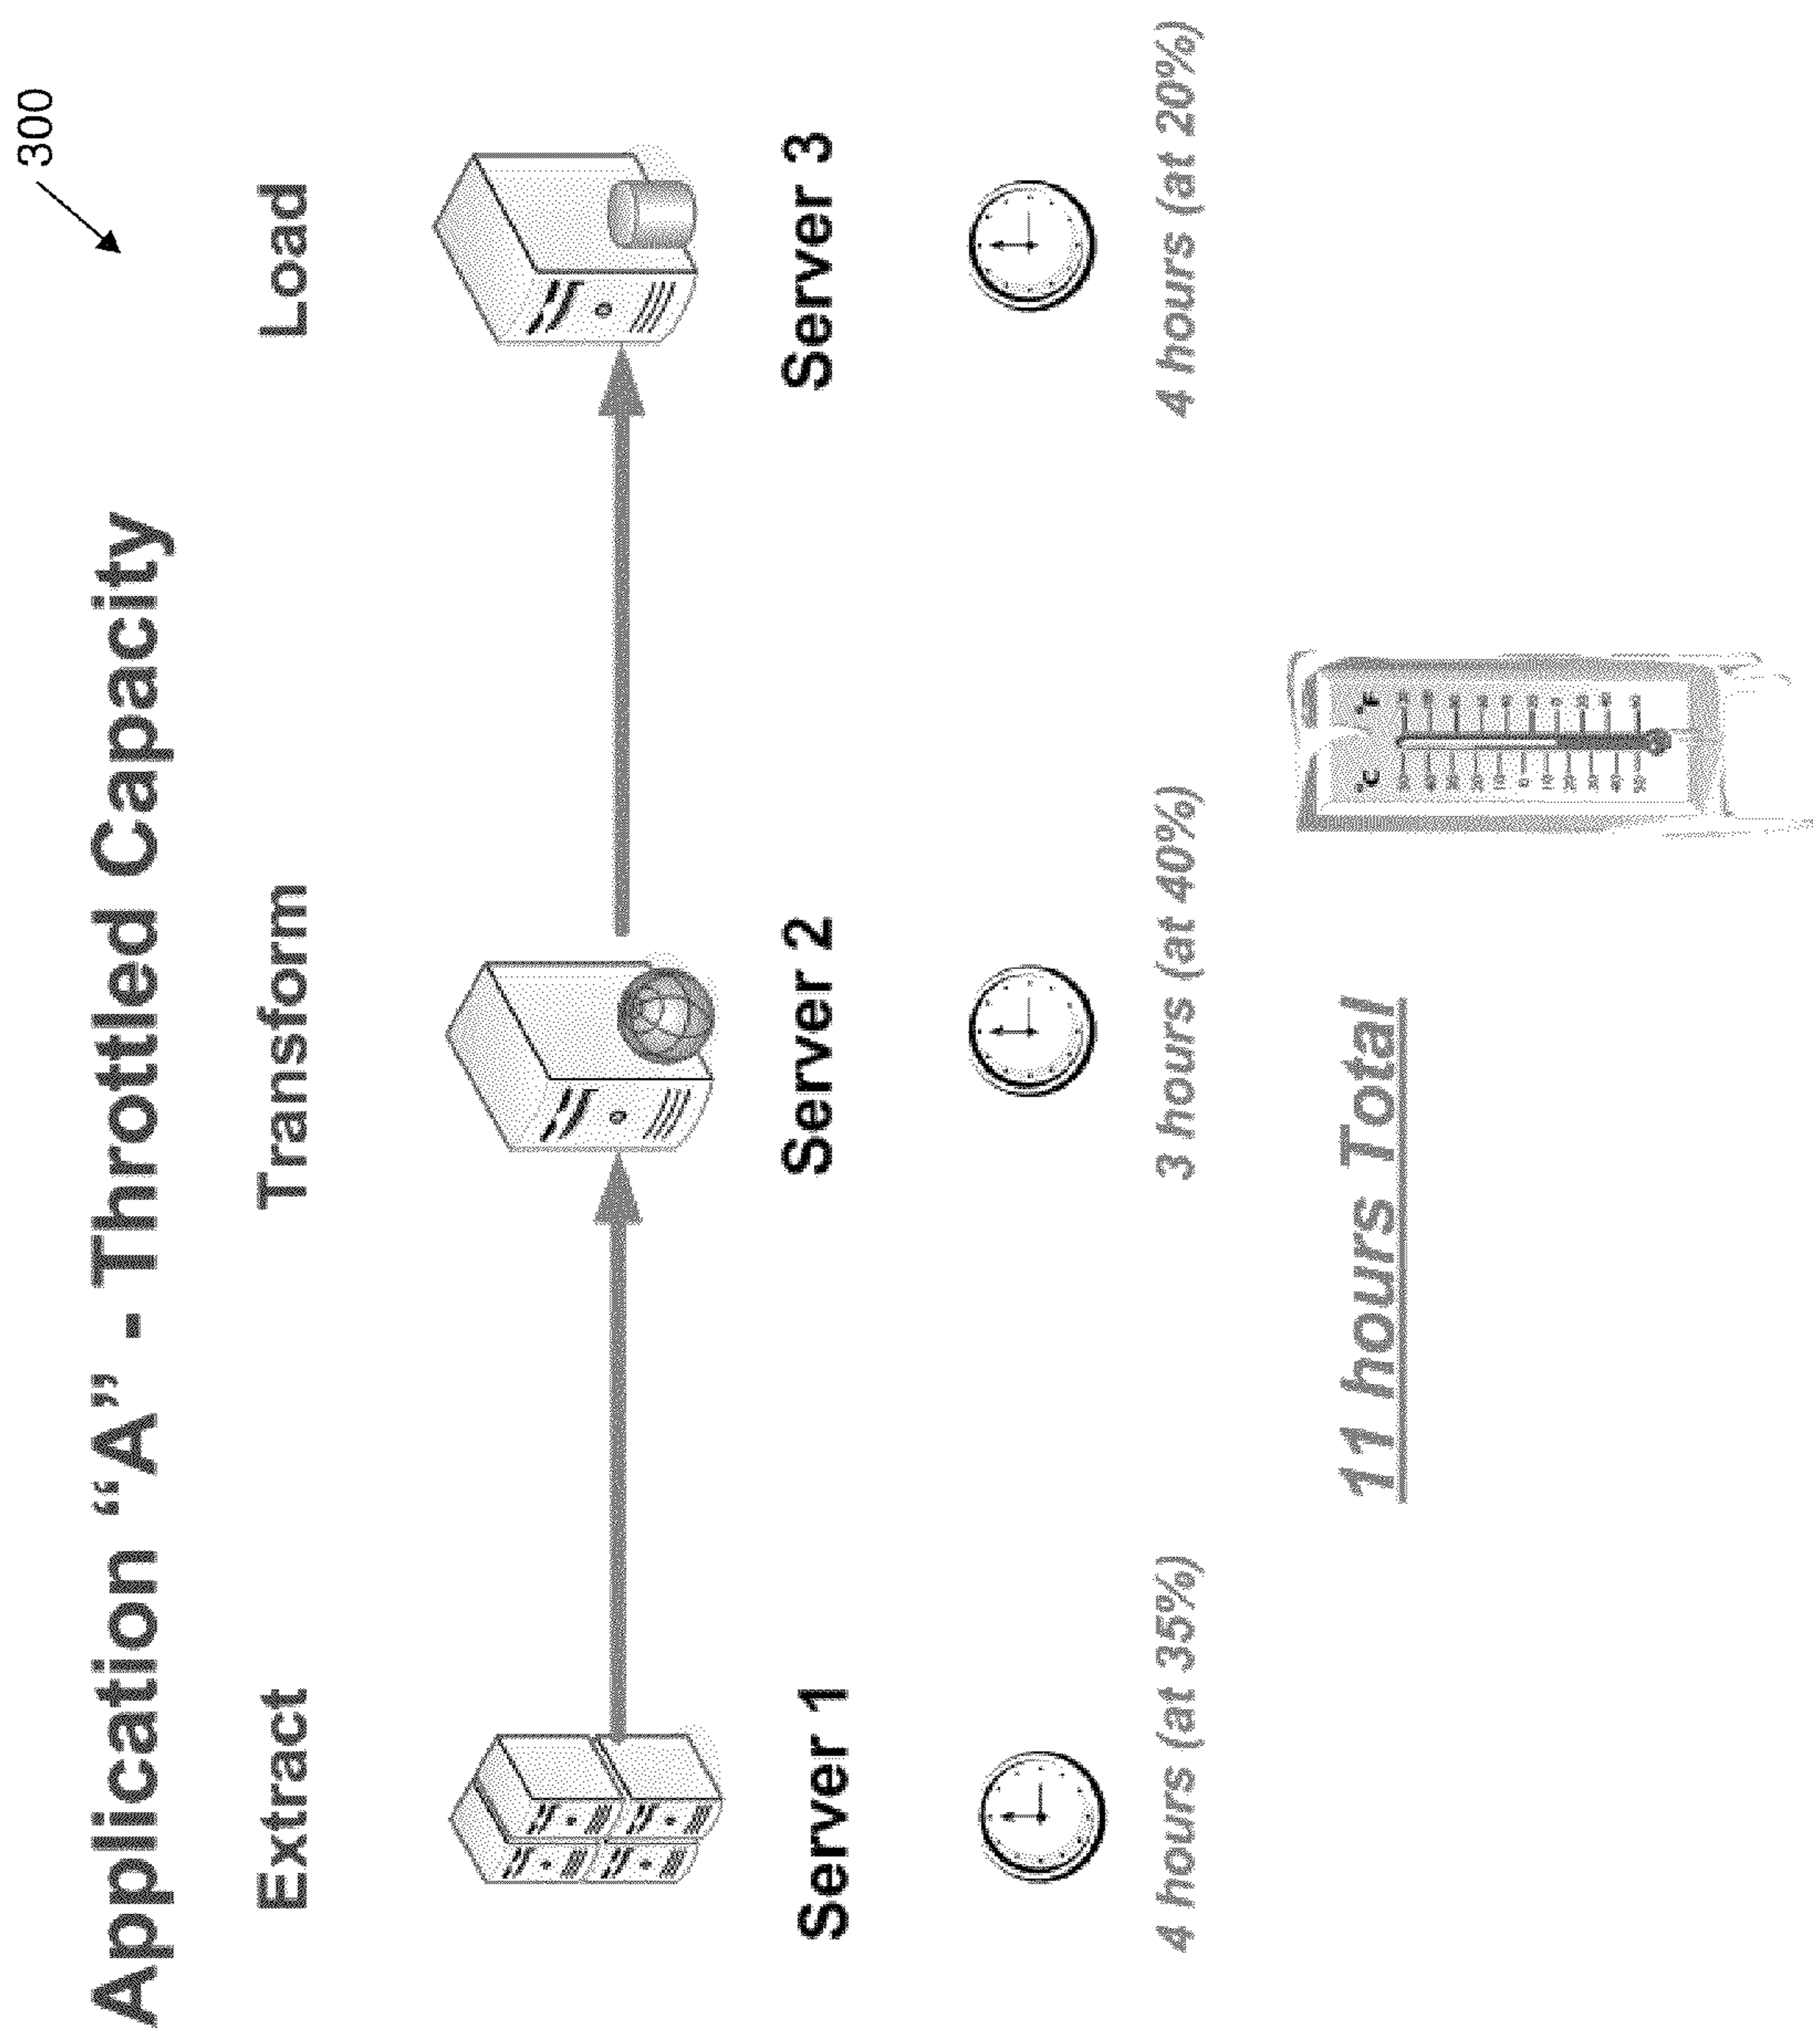 300
Application “A” - Throttled Capacity
Extract
Transform
Load
Server 1
Server 2
Server 3
4 hours (at 35%)
3 hours (at 40%)
4 hours (at 20%)
11 hours Total
°C
°F